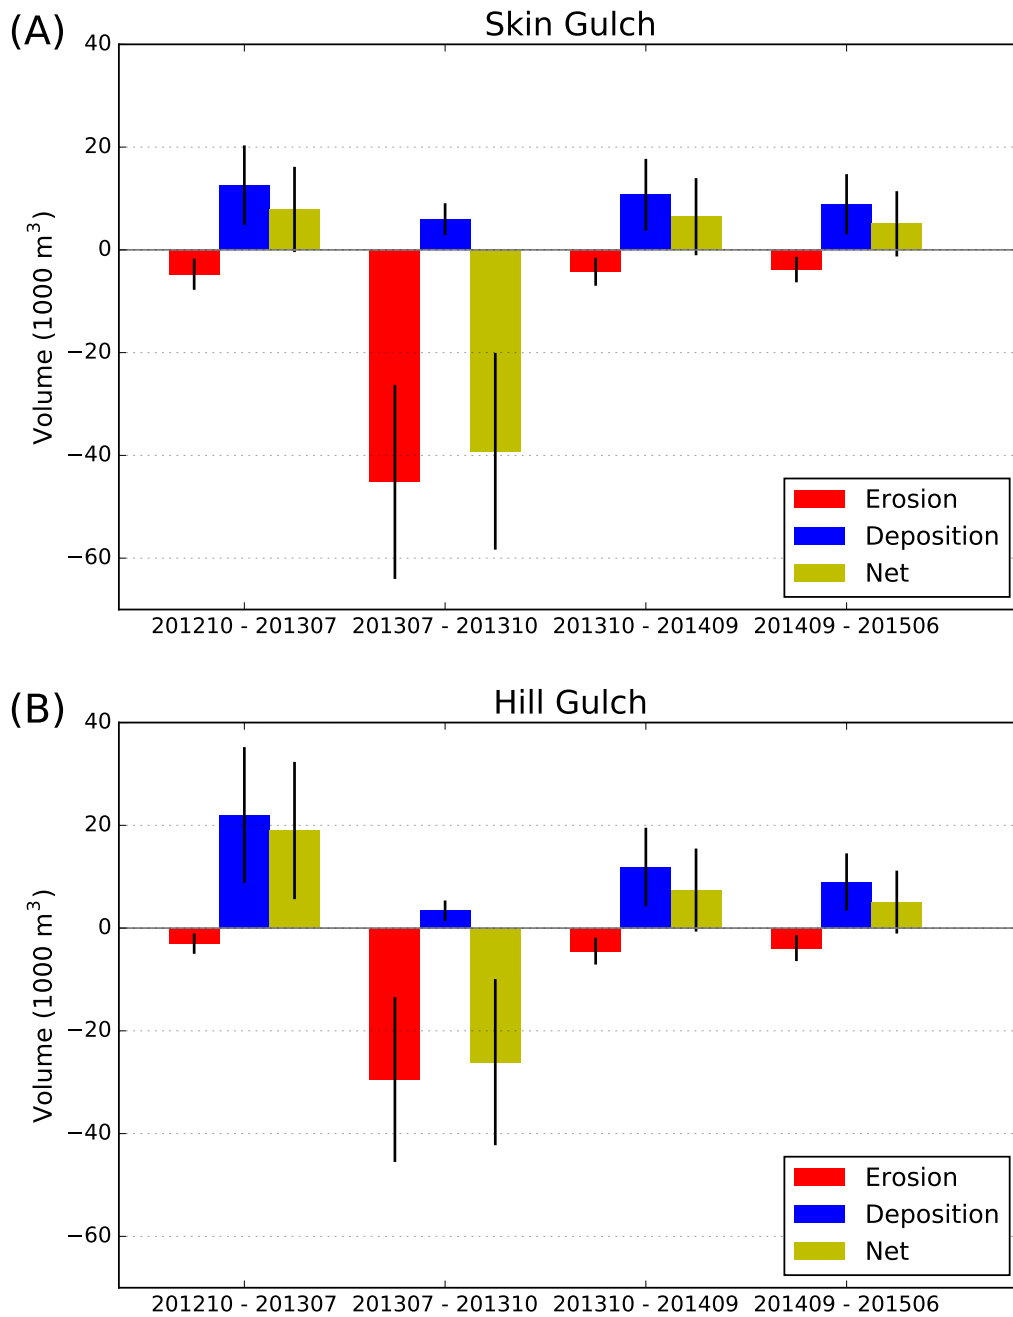 (A)
Skin Gulch
40
20
0
−20
−40
−60
Volume (1000 m³)
Erosion
Deposition
Net
201210 - 201307 201307 - 201310 201310 - 201409 201409 - 201506
(B)
Hill Gulch
40
20
0
−20
−40
−60
Volume (1000 m³)
Erosion
Deposition
Net
201210 - 201307 201307 - 201310 201310 - 201409 201409 - 201506